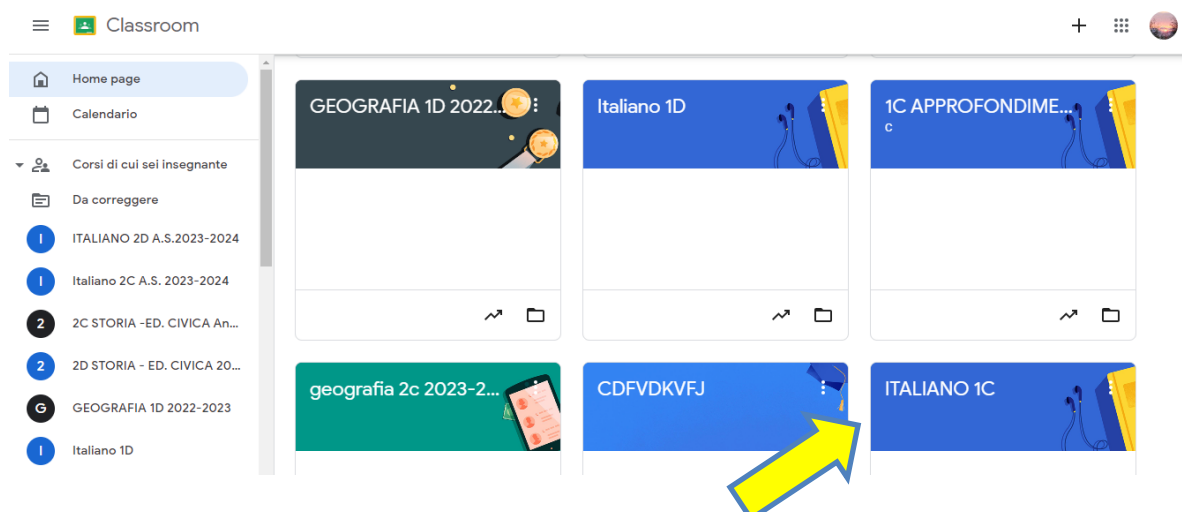 Classroom
Home page
Calendario
Corsi di cui sei insegnante
Da correggere
I ITALIANO 2D A.S.2023-2024
I Italiano 2C A.S. 2023-2024
2 2C STORIA -ED. CIVICA An...
2 2D STORIA - ED. CIVICA 20...
G GEOGRAFIA 1D 2022-2023
I Italiano 1D
GEOGRAFIA 1D 2022...
Italiano 1D
1C APPROFONDIME...
C
geografia 2c 2023-2...
CDFVDKVFJ
ITALIANO 1C